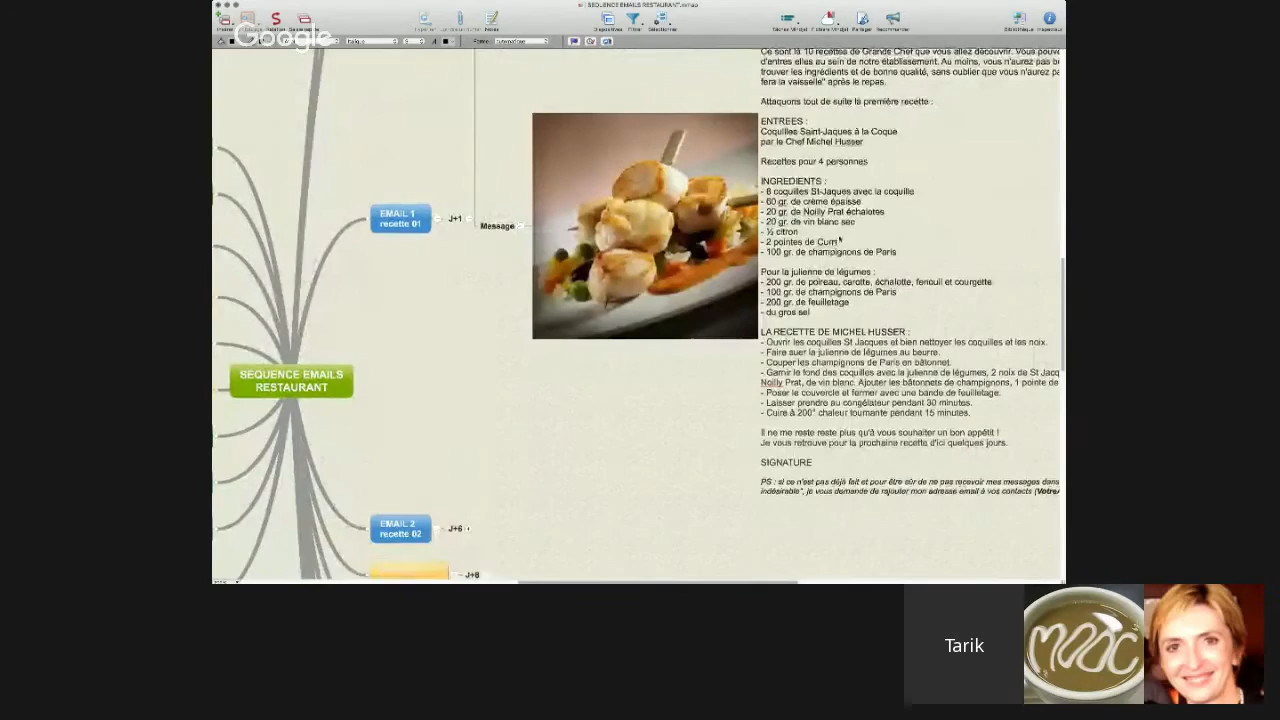 SEQUENCE EMAILS RESTAURANT.mmap
Google
Ce sont là 10 recettes de Grands Chef que vous allez découvrir. Vous pouve
d'entres elles au sein de notre établissement. Au moins, vous n'aurez pas be
trouver les ingrédients et de bonne qualité, sans oublier que vous n'aurez pa
fera la vaisselle" après le repas.
Attaquons tout de suite la première recette :
ENTREES :
Coquilles Saint-Jaques à la Coque
par le Chef Michel Husser
Recettes pour 4 personnes
INGREDIENTS :
- 8 coquilles St-Jaques avec la coquille
- 60 gr. de crème épaisse
- 20 gr. de Noilly Prat échalotes
- 20 gr. de vin blanc sec
- ½ citron
- 2 pointes de Curri
- 100 gr. de champignons de Paris
Pour la julienne de légumes :
- 200 gr. de poireau, carotte, échalotte, fenouil et courgette
- 100 gr. de champignons de Paris
- 200 gr. de feuilletage
- du gros sel
LA RECETTE DE MICHEL HUSSER :
- Ouvrir les coquilles St Jacques et bien nettoyer les coquilles et les noix.
- Faire suer la julienne de légumes au beurre.
- Couper les champignons de Paris en bâtonnet.
- Garnir le fond des coquilles avec la julienne de légumes, 2 noix de St Jacq
Noilly Prat, de vin blanc. Ajouter les bâtonnets de champignons, 1 pointe de
- Poser le couvercle et fermer avec une bande de feuilletage.
- Laisser prendre au congélateur pendant 30 minutes.
- Cuire à 200° chaleur tournante pendant 15 minutes.
Il ne me reste reste plus qu'à vous souhaiter un bon appétit !
Je vous retrouve pour la prochaine recette d'ici quelques jours.
SIGNATURE
PS : si ce n'est pas déjà fait et pour être sûr de ne pas recevoir mes messages dans
indésirable", je vous demande de rajouter mon adresse email à vos contacts (Votre
EMAIL 1
recette 01
J+1
Message
SEQUENCE EMAILS
RESTAURANT
EMAIL 2
recette 02
J+6
J+8
Tarik
mooc